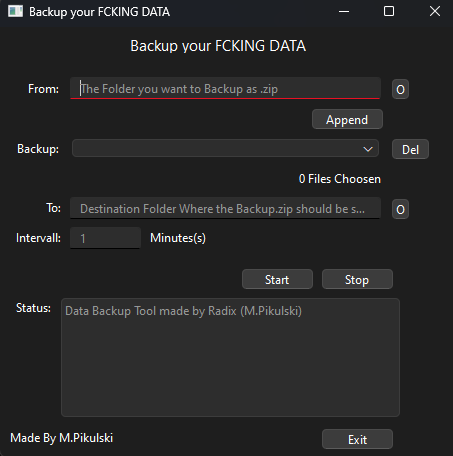 Backup your FCKING DATA
Backup your FCKING DATA
From: The Folder you want to Backup as .zip O
Append
Backup: Del
0 Files Choosen
To: Destination Folder Where the Backup.zip should be s... O
Intervall: 1 Minutes(s)
Start Stop
Status: Data Backup Tool made by Radix (M.Pikulski)
Made By M.Pikulski Exit